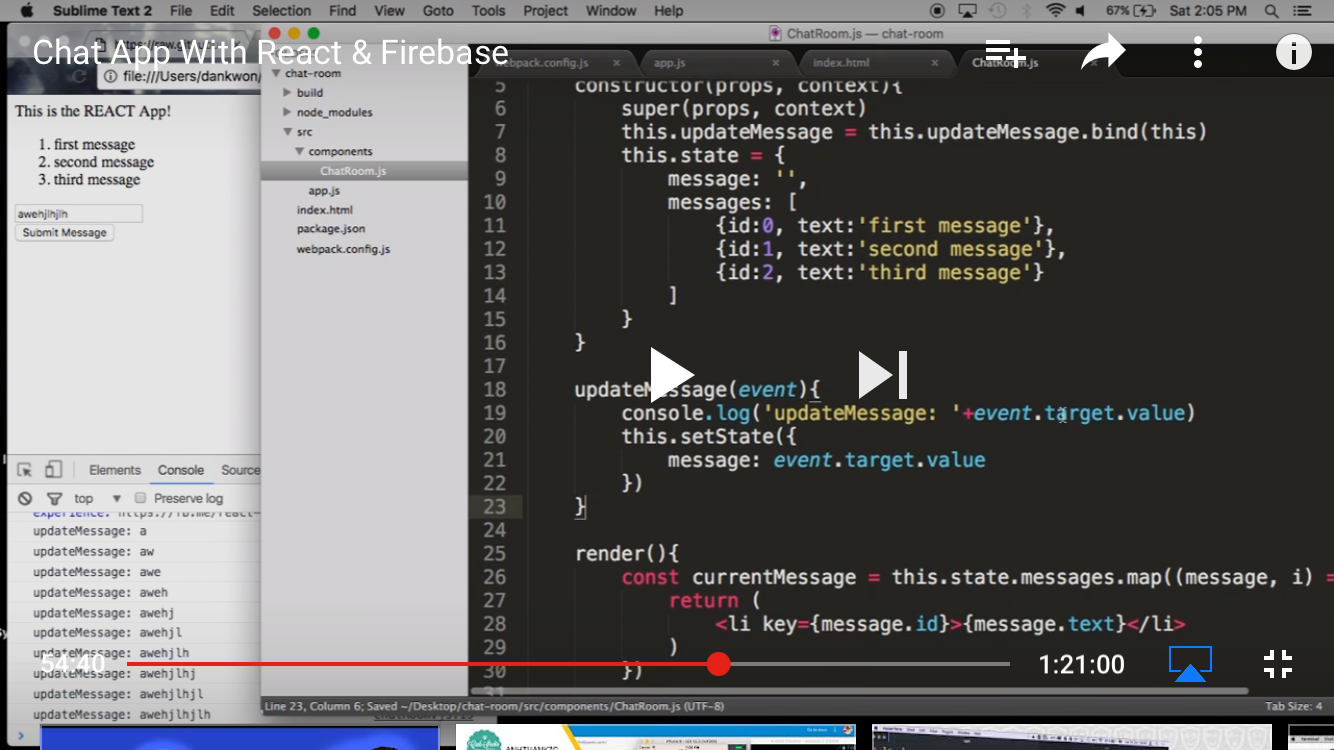 Sublime Text 2 File Edit Selection Find View Goto Tools Project Window Help 67% Sat 2:05 PM
ChatRoom.js — chat-room
Chat App With React & Firebase
webpack.config.js app.js index.html ChatRoom.js
file:///Users/dankwon/
This is the REACT App!
1. first message
2. second message
3. third message
awehjlhjlh
Submit Message
chat-room
build
node_modules
src
components
ChatRoom.js
app.js
index.html
package.json
webpack.config.js
5 constructor(props, context){
6 super(props, context)
7 this.updateMessage = this.updateMessage.bind(this)
8 this.state = {
9 message: '',
10 messages: [
11 {id:0, text:'first message'},
12 {id:1, text:'second message'},
13 {id:2, text:'third message'}
14 ]
15 }
16 }
17
18 updateMessage(event){
19 console.log('updateMessage: '+event.target.value)
20 this.setState({
21 message: event.target.value
22 })
23 }
24
25 render(){
26 const currentMessage = this.state.messages.map((message, i) =
27 return (
28 <li key={message.id}>{message.text}</li>
29 )
30 })
31
Elements Console Source
top Preserve log
experience: https://fb.me/react-
updateMessage: a
updateMessage: aw
updateMessage: awe
updateMessage: aweh
updateMessage: awehj
updateMessage: awehjl
updateMessage: awehjlh
updateMessage: awehjlhj
updateMessage: awehjlhjl
updateMessage: awehjlhjlh
54:40
1:21:00
Line 23, Column 6; Saved ~/Desktop/chat-room/src/components/ChatRoom.js (UTF-8) Tab Size: 4